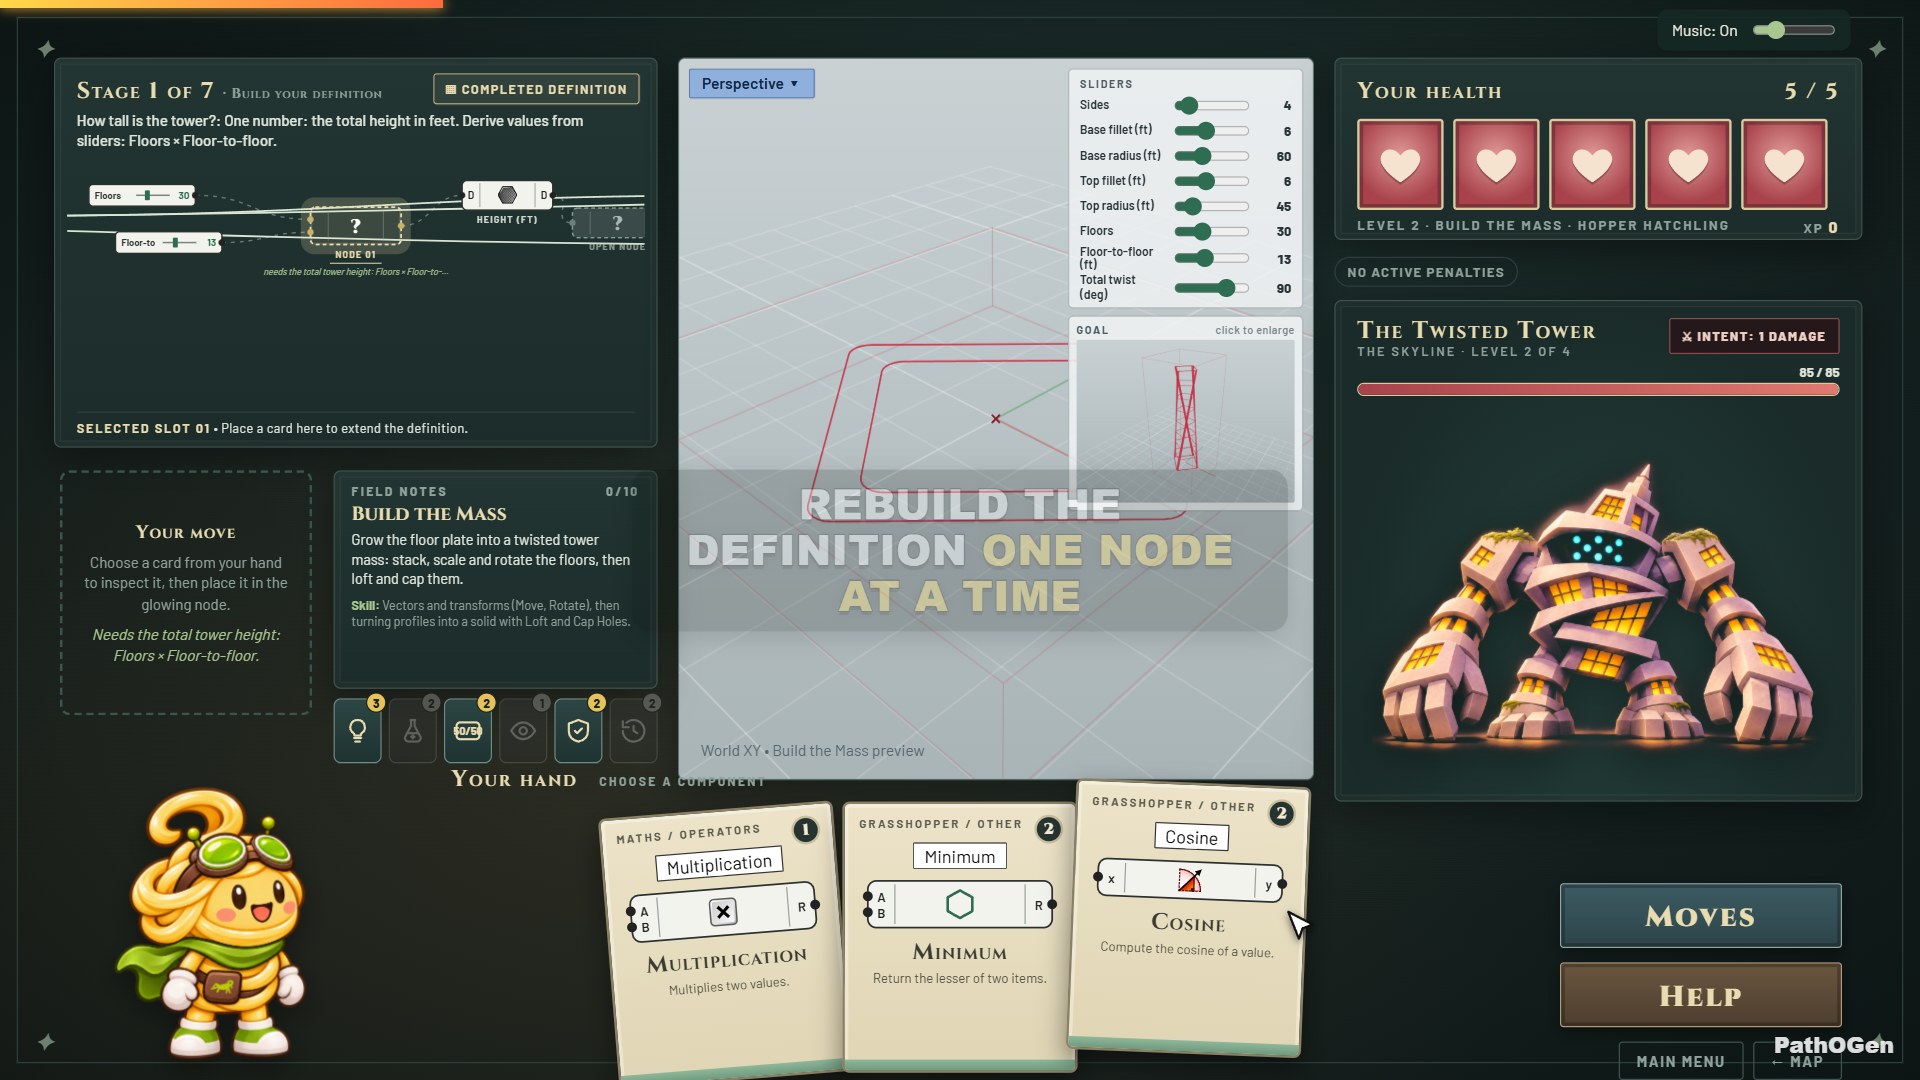 Music: On
STAGE 1 OF 7 · BUILD YOUR DEFINITION
COMPLETED DEFINITION
How tall is the tower?: One number: the total height in feet. Derive values from
sliders: Floors × Floor-to-floor.
Floors 30
Floor-to 13
?
NODE 01
needs the total tower height: Floors × Floor-to-...
D D
HEIGHT (FT)
?
OPEN NODE
SELECTED SLOT 01 • Place a card here to extend the definition.
Perspective ▼
SLIDERS
Sides 4
Base fillet (ft) 6
Base radius (ft) 60
Top fillet (ft) 6
Top radius (ft) 45
Floors 30
Floor-to-floor
(ft) 13
Total twist
(deg) 90
GOAL click to enlarge
REBUILD THE
DEFINITION ONE NODE
AT A TIME
World XY • Build the Mass preview
YOUR HEALTH 5 / 5
LEVEL 2 · BUILD THE MASS · HOPPER HATCHLING XP 0
NO ACTIVE PENALTIES
THE TWISTED TOWER
THE SKYLINE · LEVEL 2 OF 4
INTENT: 1 DAMAGE
85 / 85
YOUR MOVE
Choose a card from your hand
to inspect it, then place it in the
glowing node.
Needs the total tower height:
Floors × Floor-to-floor.
FIELD NOTES 0/10
BUILD THE MASS
Grow the floor plate into a twisted tower
mass: stack, scale and rotate the floors, then
loft and cap them.
Skill: Vectors and transforms (Move, Rotate), then
turning profiles into a solid with Loft and Cap Holes.
3 2 2 1 2 2
50/50
YOUR HAND CHOOSE A COMPONENT
MATHS / OPERATORS 1
Multiplication
A
B
R
MULTIPLICATION
Multiplies two values.
GRASSHOPPER / OTHER 2
Minimum
A
B
R
MINIMUM
Return the lesser of two items.
GRASSHOPPER / OTHER 2
Cosine
x y
COSINE
Compute the cosine of a value.
MOVES
HELP
MAIN MENU
← MAP
PathOGen